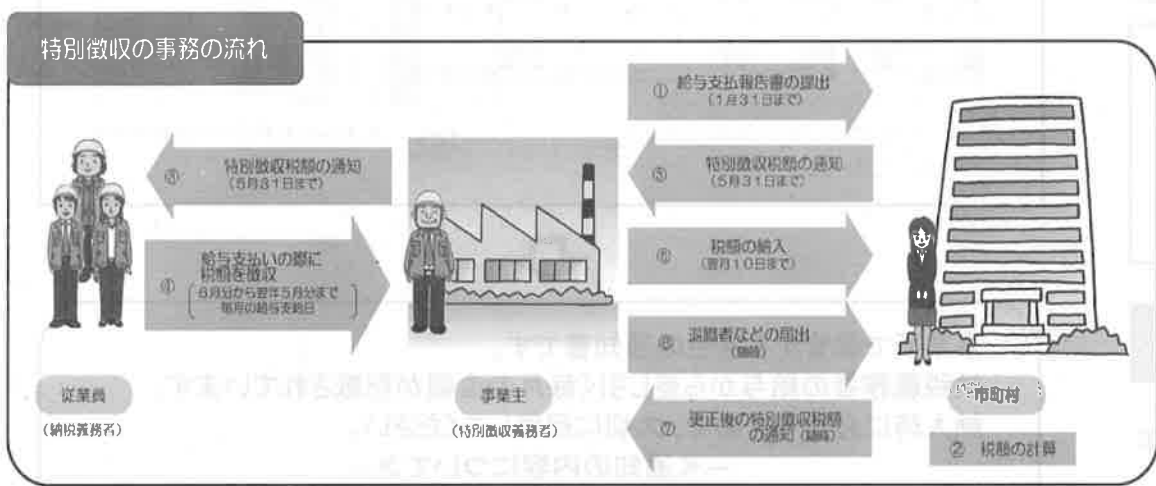 特別徴収の事務の流れ
① 給与支払報告書の提出
（1月31日まで）
③ 特別徴収税額の通知
（5月31日まで）
③ 特別徴収税額の通知
（5月31日まで）
④ 給与支払いの際に
税額を徴収
6月分から翌年5月分まで
毎月の給与支給日
⑤ 税額の納入
（翌月10日まで）
⑥ 退職者などの届出
（随時）
⑦ 更正後の特別徴収税額
の通知（随時）
従業員
（納税義務者）
事業主
（特別徴収義務者）
市町村
② 税額の計算